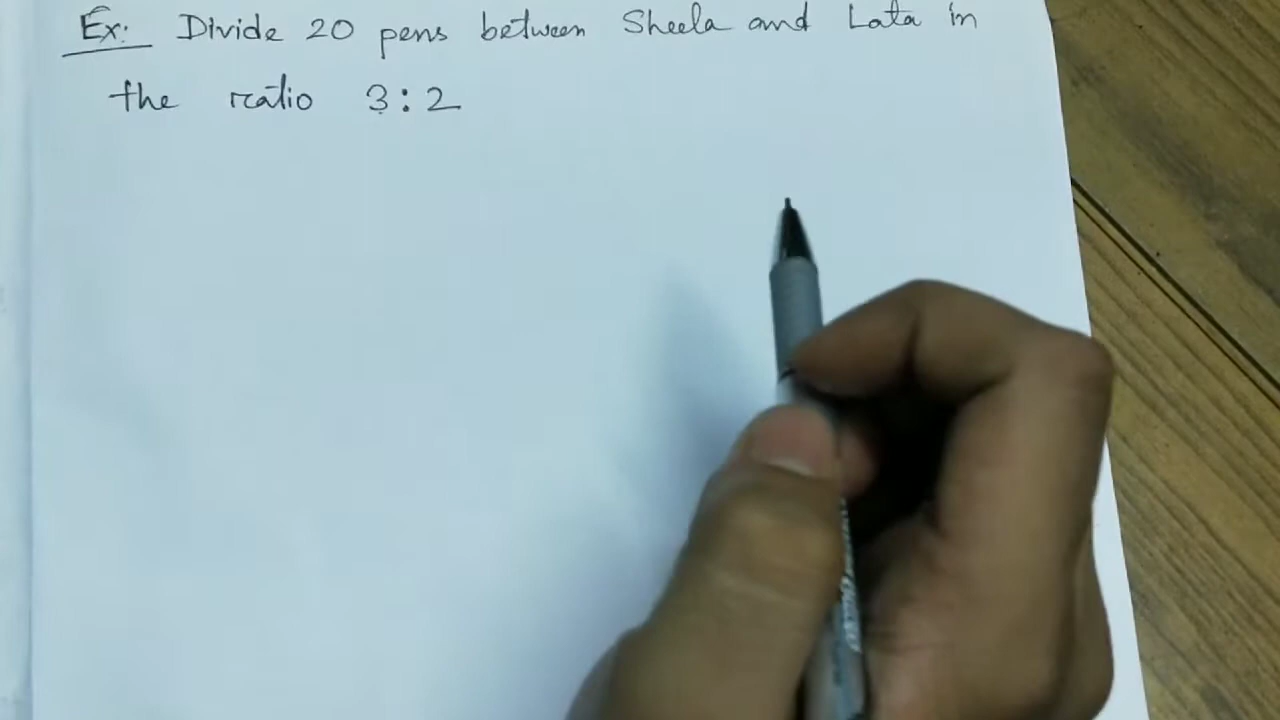 Ex: Divide 20 pens between Sheela and Lata in
the ratio 3:2